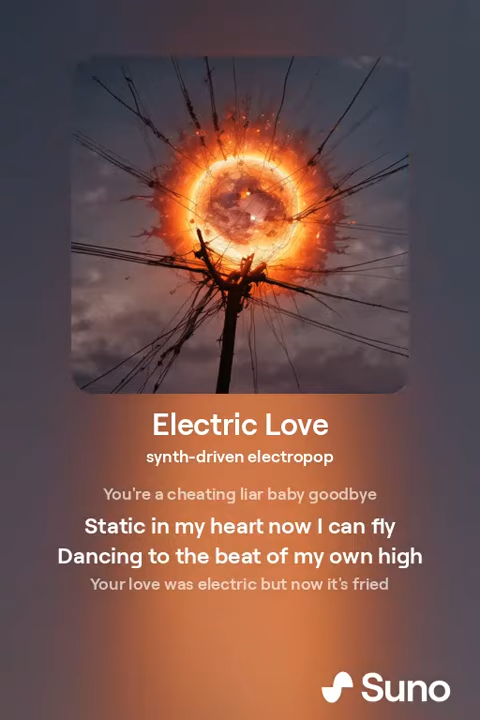 Electric Love
synth-driven electropop
You're a cheating liar baby goodbye
Static in my heart now I can fly
Dancing to the beat of my own high
Your love was electric but now it's fried
Suno